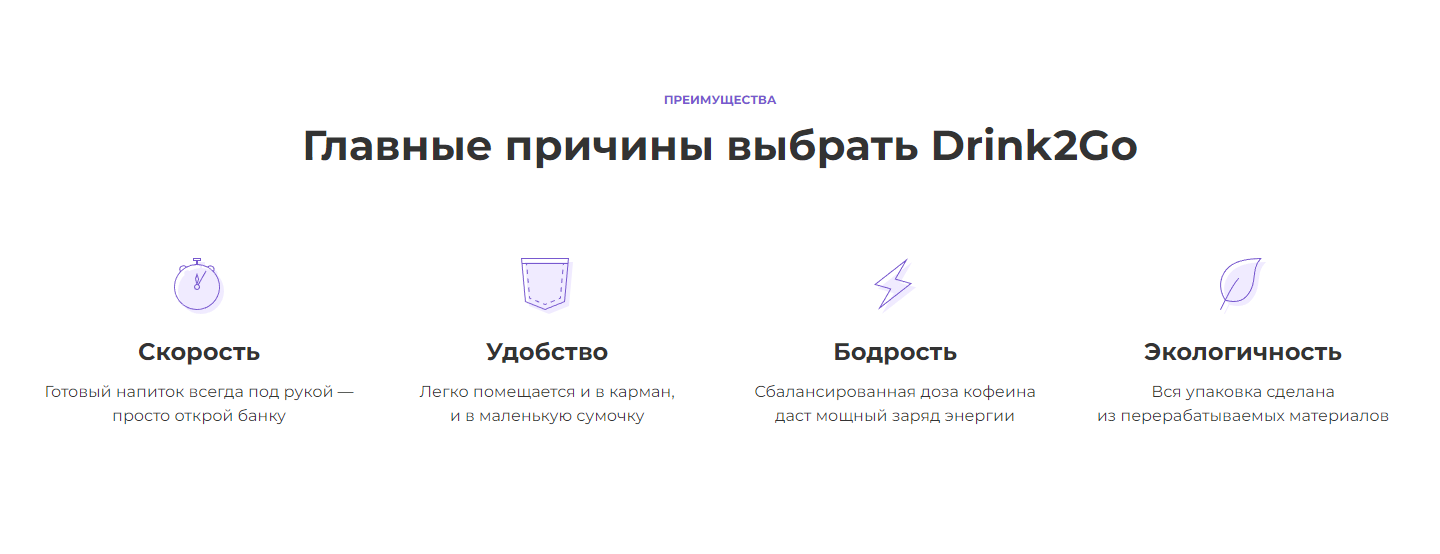 ПРЕИМУЩЕСТВА
Главные причины выбрать Drink2Go
Скорость
Готовый напиток всегда под рукой —
просто открой банку
Удобство
Легко помещается и в карман,
и в маленькую сумочку
Бодрость
Сбалансированная доза кофеина
даст мощный заряд энергии
Экологичность
Вся упаковка сделана
из перерабатываемых материалов